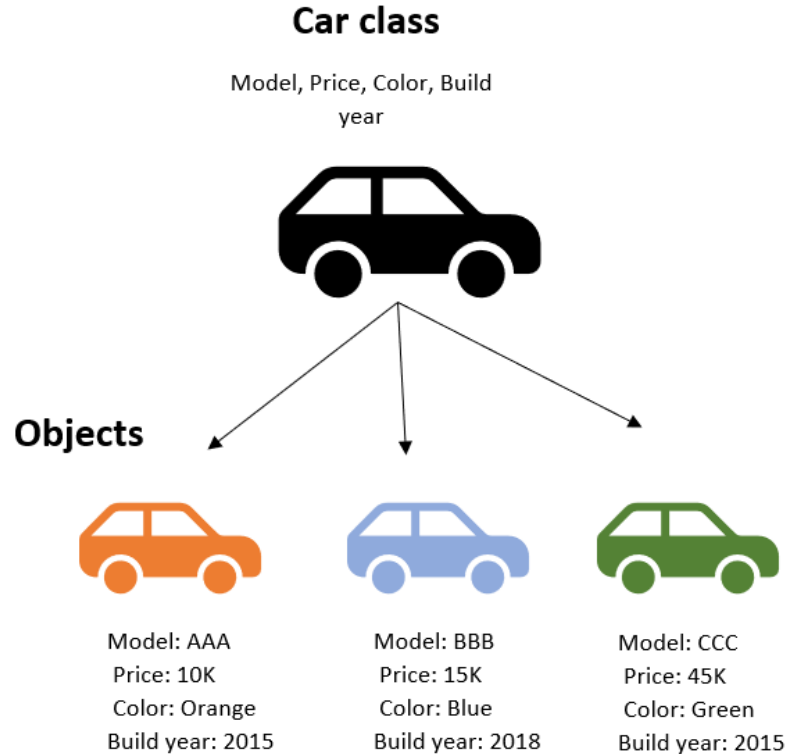 Car class
Model, Price, Color, Build
year
Objects
Model: AAA
Price: 10K
Color: Orange
Build year: 2015
Model: BBB
Price: 15K
Color: Blue
Build year: 2018
Model: CCC
Price: 45K
Color: Green
Build year: 2015